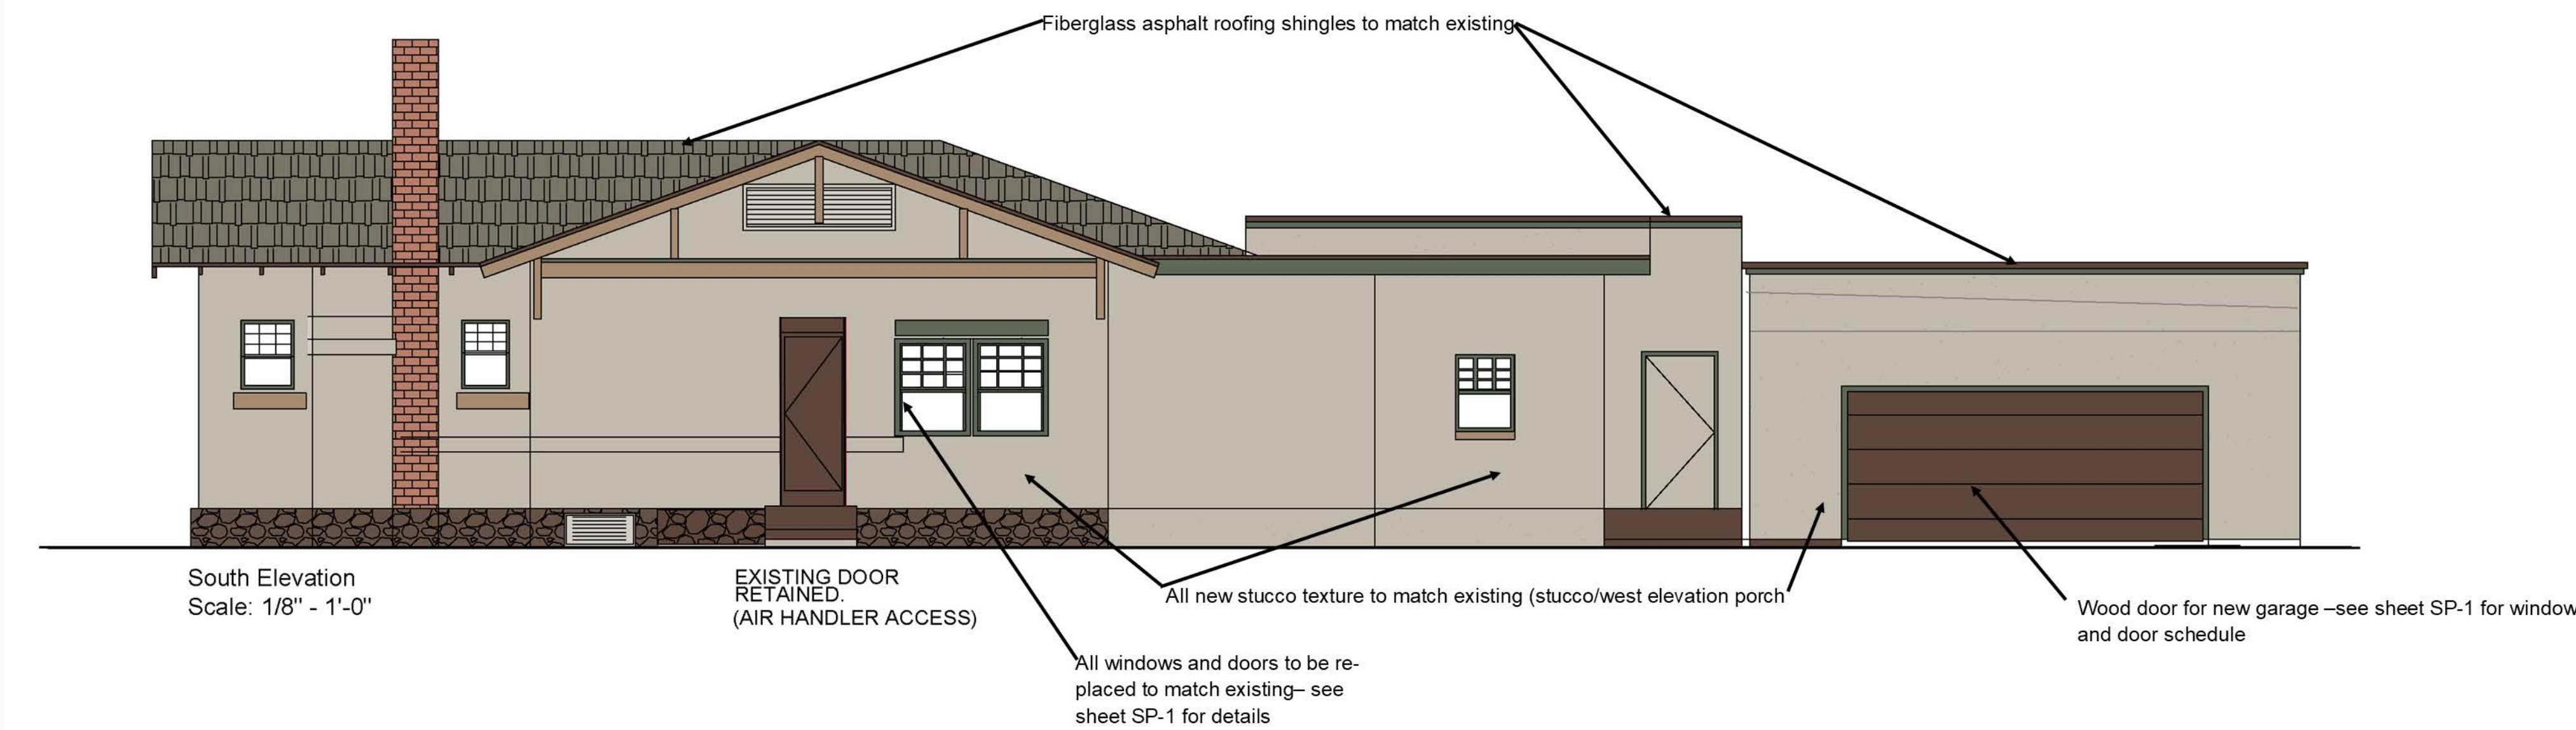 Fiberglass asphalt roofing shingles to match existing
South Elevation
Scale: 1/8" - 1'-0"
EXISTING DOOR
RETAINED.
(AIR HANDLER ACCESS)
All new stucco texture to match existing (stucco/west elevation porch
Wood door for new garage –see sheet SP-1 for window
and door schedule
All windows and doors to be re-
placed to match existing– see
sheet SP-1 for details